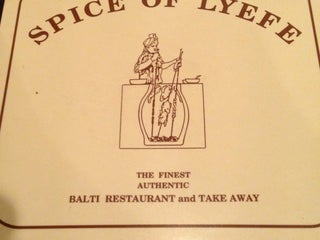 SPICE OF LYEFE
THE FINEST
AUTHENTIC
BALTI RESTAURANT and TAKE AWAY